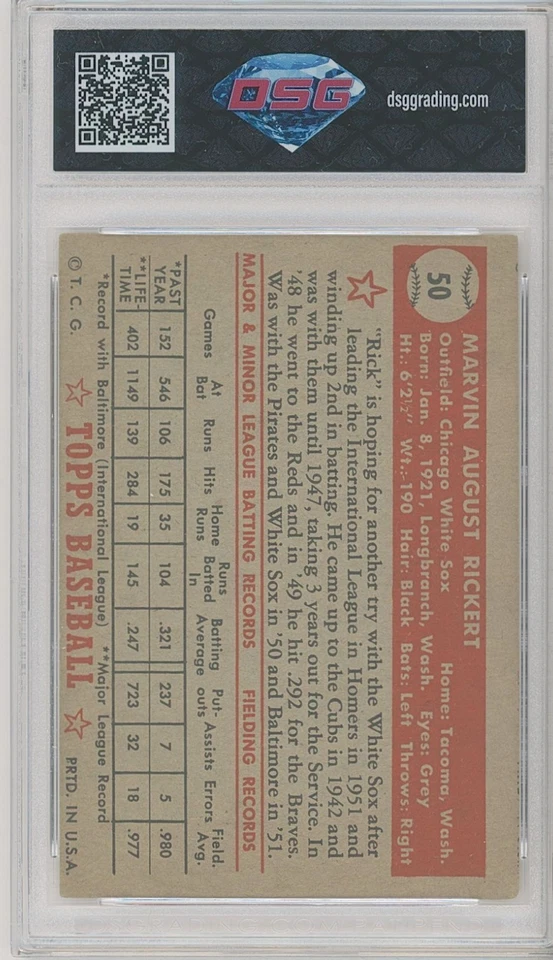 DSG
dsggrading.com
50
MARVIN AUGUST RICKERT
Outfield: Chicago White Sox Home: Tacoma, Wash.
Born: Jan. 8, 1921, Longbranch, Wash. Eyes: Grey
Ht.: 6'2½" Wt.:-190 Hair: Black Bats: Left Throws: Right
"Rick" is hoping for another try with the White Sox after
leading the International League in Homers in 1951 and
winding up 2nd in batting. He came up to the Cubs in 1942 and
was with them until 1947, taking 3 years out for the Service. In
'48 he went to the Reds and in '49 he hit .292 for the Braves.
Was with the Pirates and White Sox in '50 and Baltimore in '51.
MAJOR & MINOR LEAGUE BATTING RECORDS FIELDING RECORDS
Games At Bat Runs Hits Home Runs Runs Batted In Batting Average Put-outs Assists Errors Field. Avg.
*PAST YEAR 152 546 106 175 35 104 .321 237 7 5 .980
**LIFE-TIME 402 1149 139 284 19 145 .247 723 32 18 .977
*Record with Baltimore (International League) **Major League Record
© T. C. G. TOPPS BASEBALL PRTD. IN U.S.A.